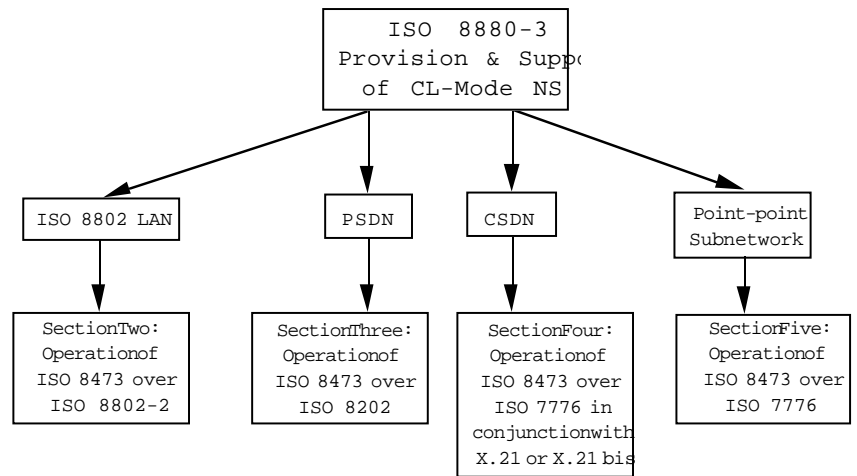 ISO 8880-3
Provision & Suppo
of CL-Mode NS
ISO 8802 LAN
PSDN
CSDN
Point-point
Subnetwork
SectionTwo:
Operationof
ISO 8473 over
ISO 8802-2
SectionThree:
Operationof
ISO 8473 over
ISO 8202
SectionFour:
Operationof
ISO 8473 over
ISO 7776 in
conjunctionwith
X.21 or X.21 bis
SectionFive:
Operationof
ISO 8473 over
ISO 7776